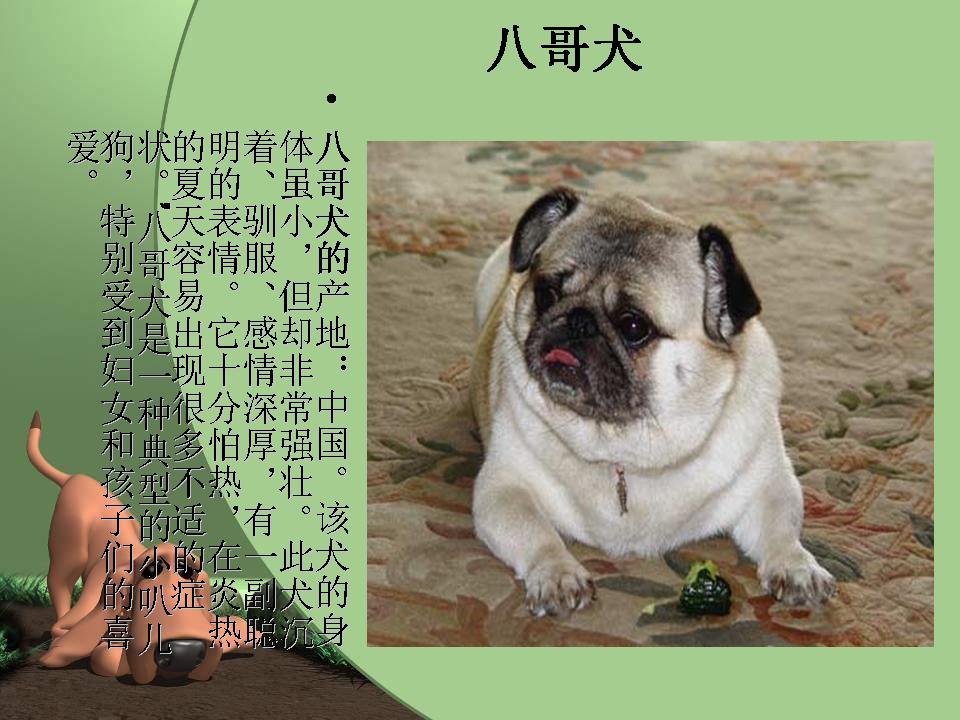 八哥犬
• 八哥犬的产地：中国。该犬的身
体虽小，但却非常强壮。此犬沉
着、驯服、感情深厚，有一副聪
明的表情。它十分怕热，在炎热
的夏天容易出现很多不适的症
状。八哥犬是一种典型的小叭儿
狗，特别受到妇女和孩子们的喜
爱。